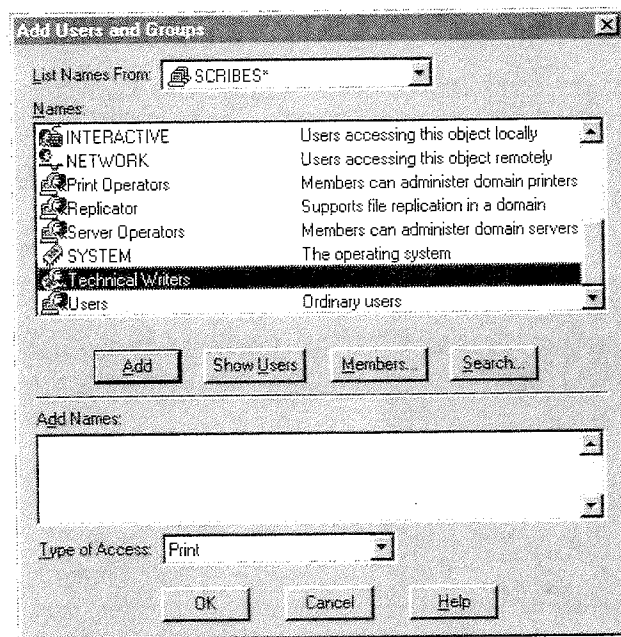 Add Users and Groups
List Names From: SCRIBES*
Names:
INTERACTIVE Users accessing this object locally
NETWORK Users accessing this object remotely
Print Operators Members can administer domain printers
Replicator Supports file replication in a domain
Server Operators Members can administer domain servers
SYSTEM The operating system
Technical Writers
Users Ordinary users
Add Show Users Members... Search...
Add Names:
Type of Access: Print
OK Cancel Help